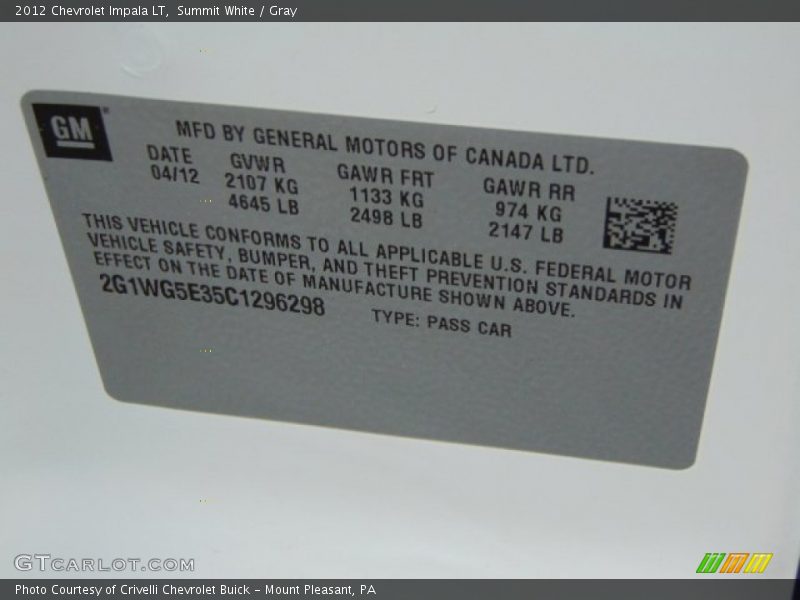 2012 Chevrolet Impala LT, Summit White / Gray
GM
MFD BY GENERAL MOTORS OF CANADA LTD.
DATE GVWR GAWR FRT GAWR RR
04/12 2107 KG 1133 KG 974 KG
4645 LB 2498 LB 2147 LB
THIS VEHICLE CONFORMS TO ALL APPLICABLE U.S. FEDERAL MOTOR
VEHICLE SAFETY, BUMPER, AND THEFT PREVENTION STANDARDS IN
EFFECT ON THE DATE OF MANUFACTURE SHOWN ABOVE.
2G1WG5E35C1296298 TYPE: PASS CAR
GTCARLOT.COM
Photo Courtesy of Crivelli Chevrolet Buick - Mount Pleasant, PA